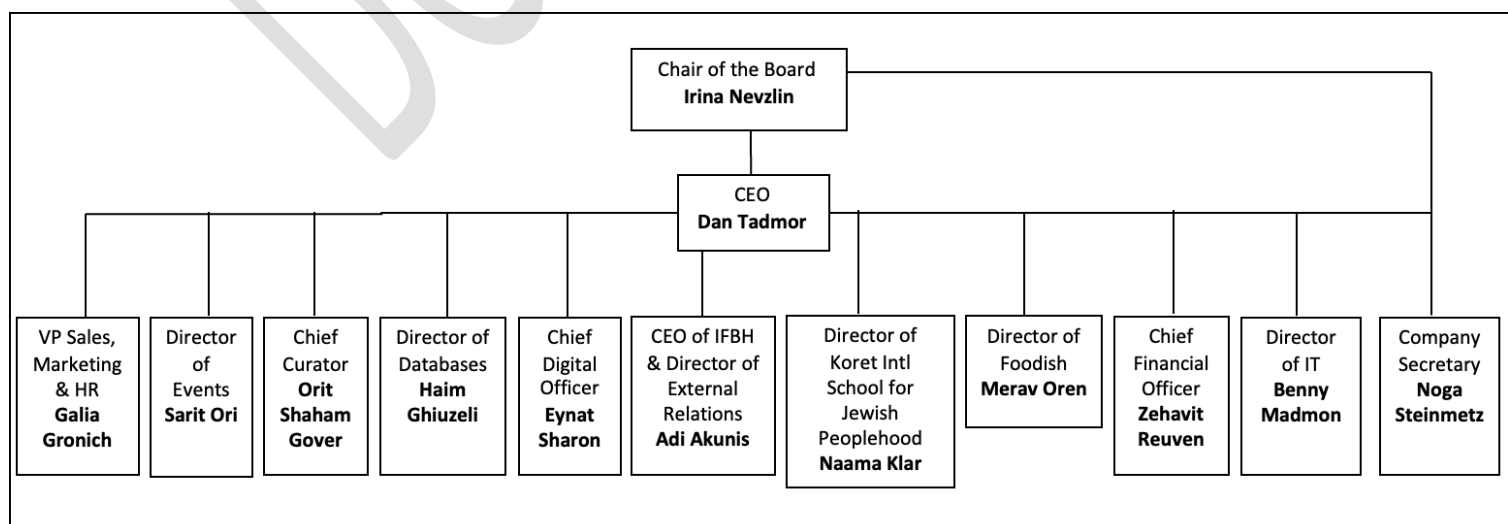 Chair of the Board
Irina Nevzlin
CEO
Dan Tadmor
VP Sales,
Marketing
& HR
Galia
Gronich
Director
of
Events
Sarit Ori
Chief
Curator
Orit
Shaham
Gover
Director of
Databases
Haim
Ghiuzeli
Chief
Digital
Officer
Eynat
Sharon
CEO of IFBH
& Director of
External
Relations
Adi Akunis
Director of
Koret Intl
School for
Jewish
Peoplehood
Naama Klar
Director of
Foodish
Merav Oren
Chief
Financial
Officer
Zehavit
Reuven
Director
of IT
Benny
Madmon
Company
Secretary
Noga
Steinmetz